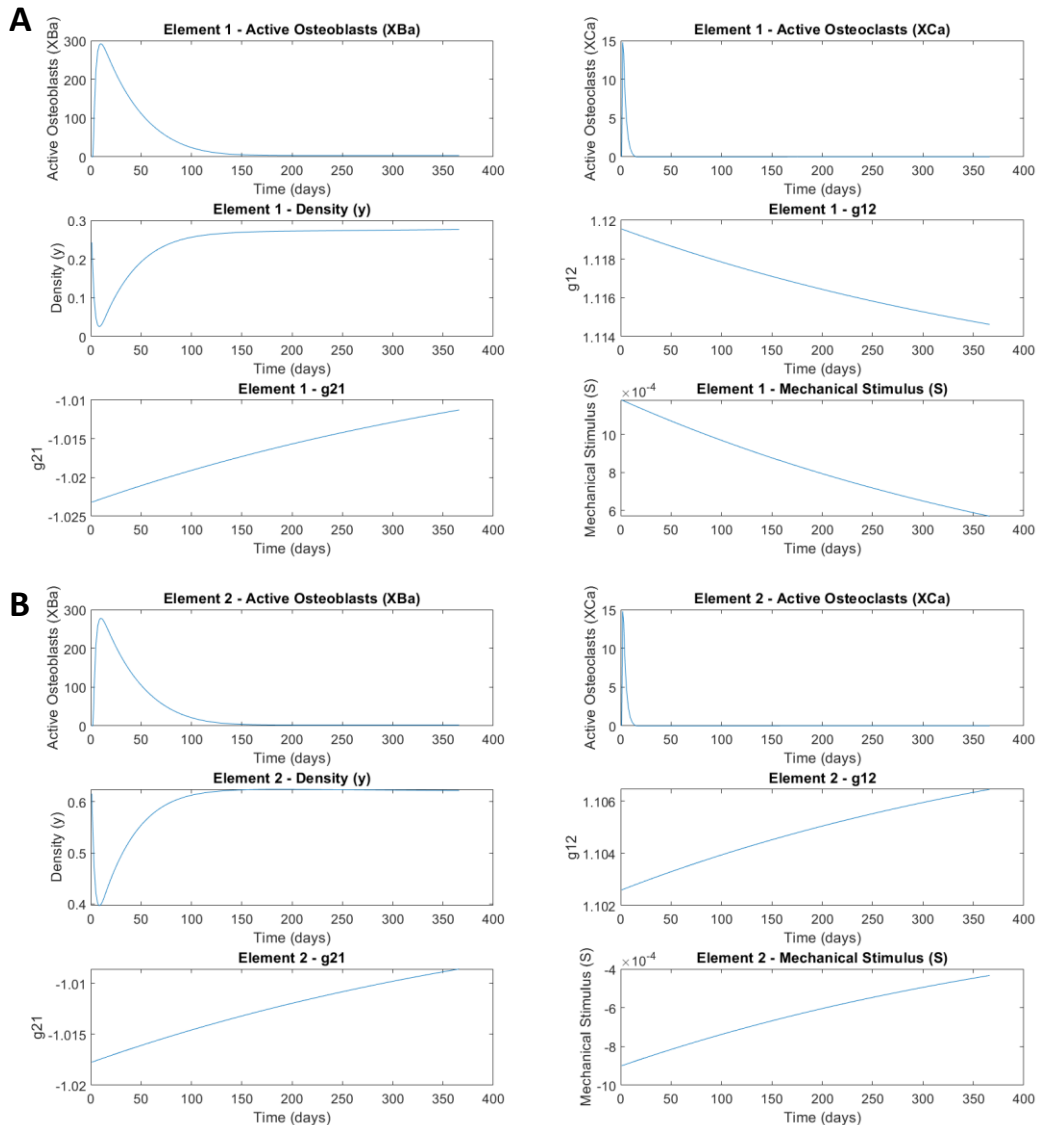 A
Element 1 - Active Osteoblasts (XBa)
Active Osteoblasts (XBa)
300
200
100
0
0 50 100 150 200 250 300 350 400
Time (days)
Element 1 - Active Osteoclasts (XCa)
Active Osteoclasts (XCa)
15
10
5
0
0 50 100 150 200 250 300 350 400
Time (days)
Element 1 - Density (y)
Density (y)
0.3
0.2
0.1
0
0 50 100 150 200 250 300 350 400
Time (days)
Element 1 - g12
g12
1.12
1.118
1.116
1.114
0 50 100 150 200 250 300 350 400
Time (days)
Element 1 - g21
g21
-1.01
-1.015
-1.02
-1.025
0 50 100 150 200 250 300 350 400
Time (days)
Element 1 - Mechanical Stimulus (S)
Mechanical Stimulus (S)
×10-4
10
8
6
0 50 100 150 200 250 300 350 400
Time (days)
B
Element 2 - Active Osteoblasts (XBa)
Active Osteoblasts (XBa)
300
200
100
0
0 50 100 150 200 250 300 350 400
Time (days)
Element 2 - Active Osteoclasts (XCa)
Active Osteoclasts (XCa)
15
10
5
0
0 50 100 150 200 250 300 350 400
Time (days)
Element 2 - Density (y)
Density (y)
0.6
0.5
0.4
0 50 100 150 200 250 300 350 400
Time (days)
Element 2 - g12
g12
1.106
1.104
1.102
0 50 100 150 200 250 300 350 400
Time (days)
Element 2 - g21
g21
-1.01
-1.015
-1.02
0 50 100 150 200 250 300 350 400
Time (days)
Element 2 - Mechanical Stimulus (S)
Mechanical Stimulus (S)
×10-4
-4
-6
-8
-10
0 50 100 150 200 250 300 350 400
Time (days)